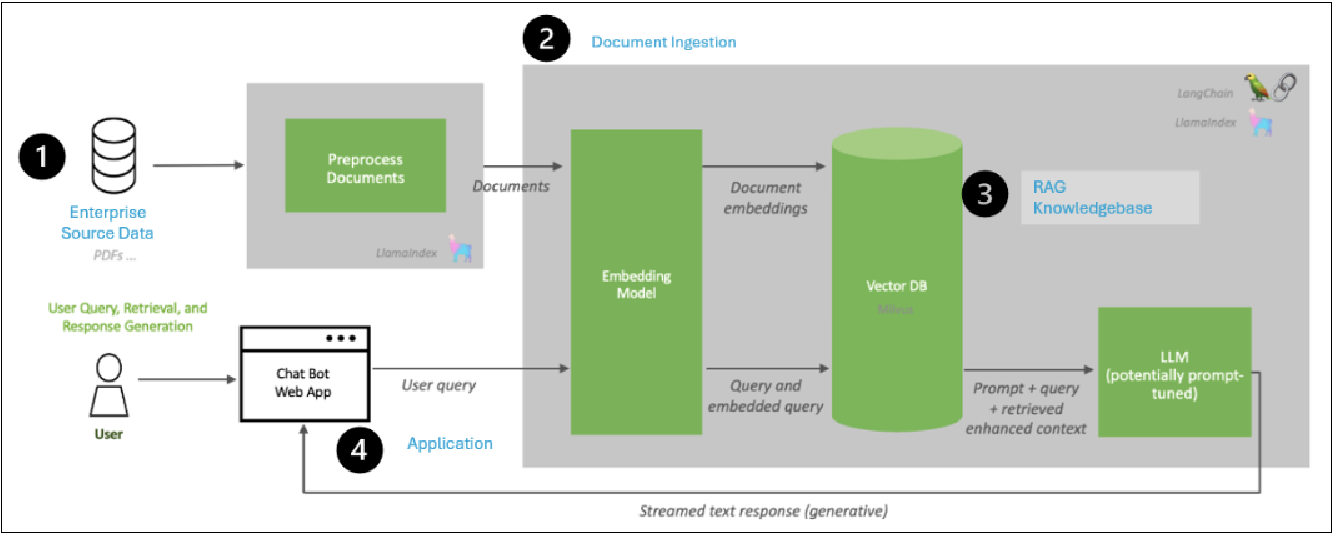 2
Document Ingestion
LangChain
LlamaIndex
1
Preprocess
Documents
Documents
Document
embeddings
3
RAG
Knowledgebase
Enterprise
Source Data
PDFs ...
LlamaIndex
Embedding
Model
Vector DB
Milvus
User Query, Retrieval, and
Response Generation
Chat Bot
Web App
User query
Query and
embedded query
Prompt + query
+ retrieved
enhanced context
LLM
(potentially prompt-
tuned)
User
4
Application
Streamed text response (generative)